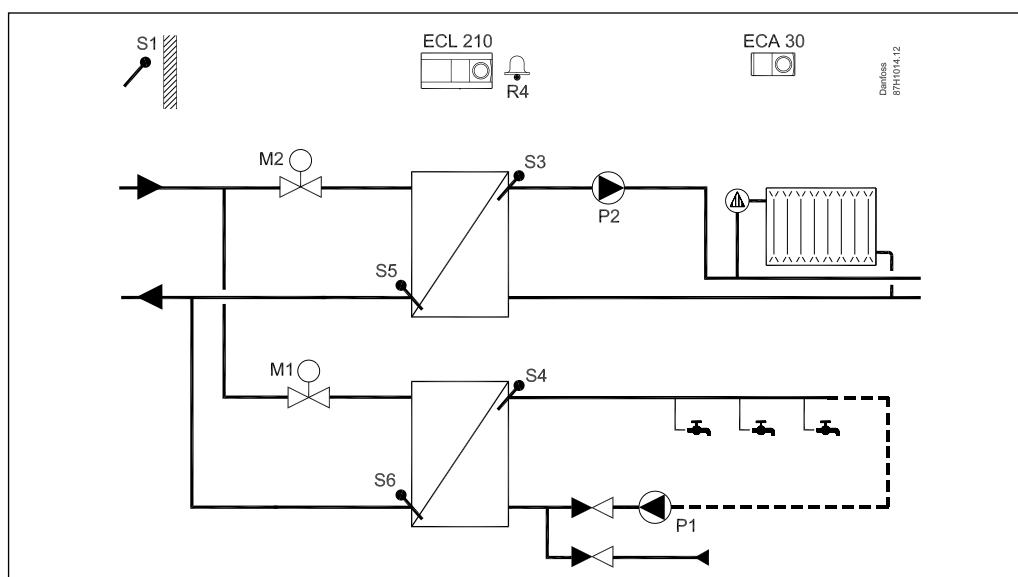 S1
ECL 210
R4
ECA 30
Danfoss
87H1014.12
M2
S3
P2
S5
M1
S4
S6
P1